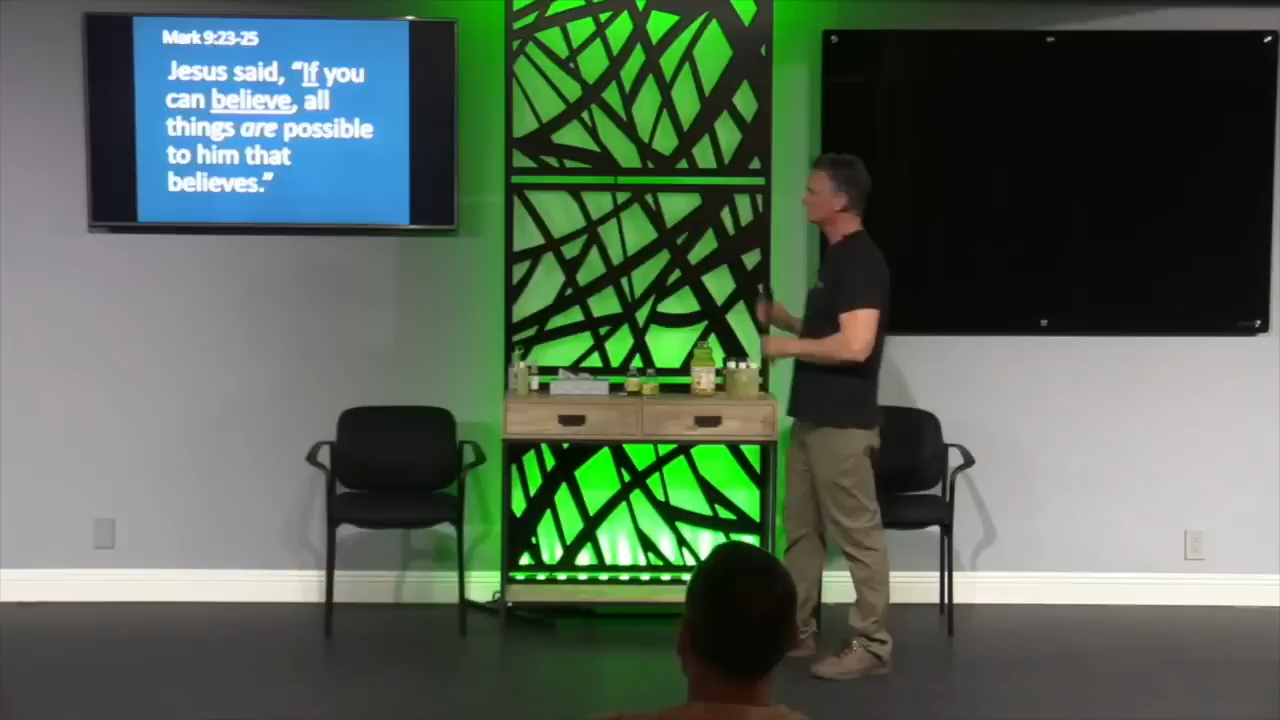 Mark 9:23-25
Jesus said, “If you
can believe, all
things are possible
to him that
believes.”